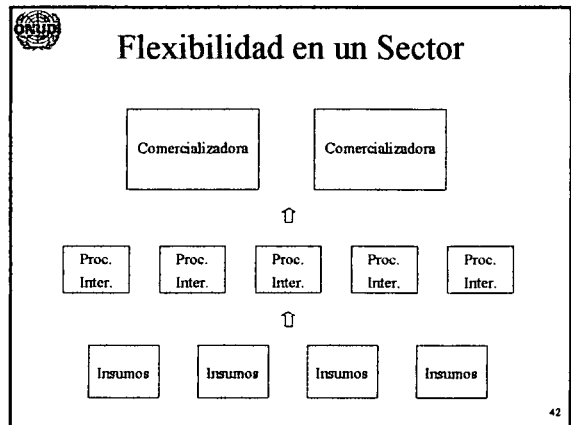 ONUDI
Flexibilidad en un Sector
Comercializadora
Comercializadora
Proc.
Inter.
Proc.
Inter.
Proc.
Inter.
Proc.
Inter.
Proc.
Inter.
Insumos
Insumos
Insumos
Insumos
42